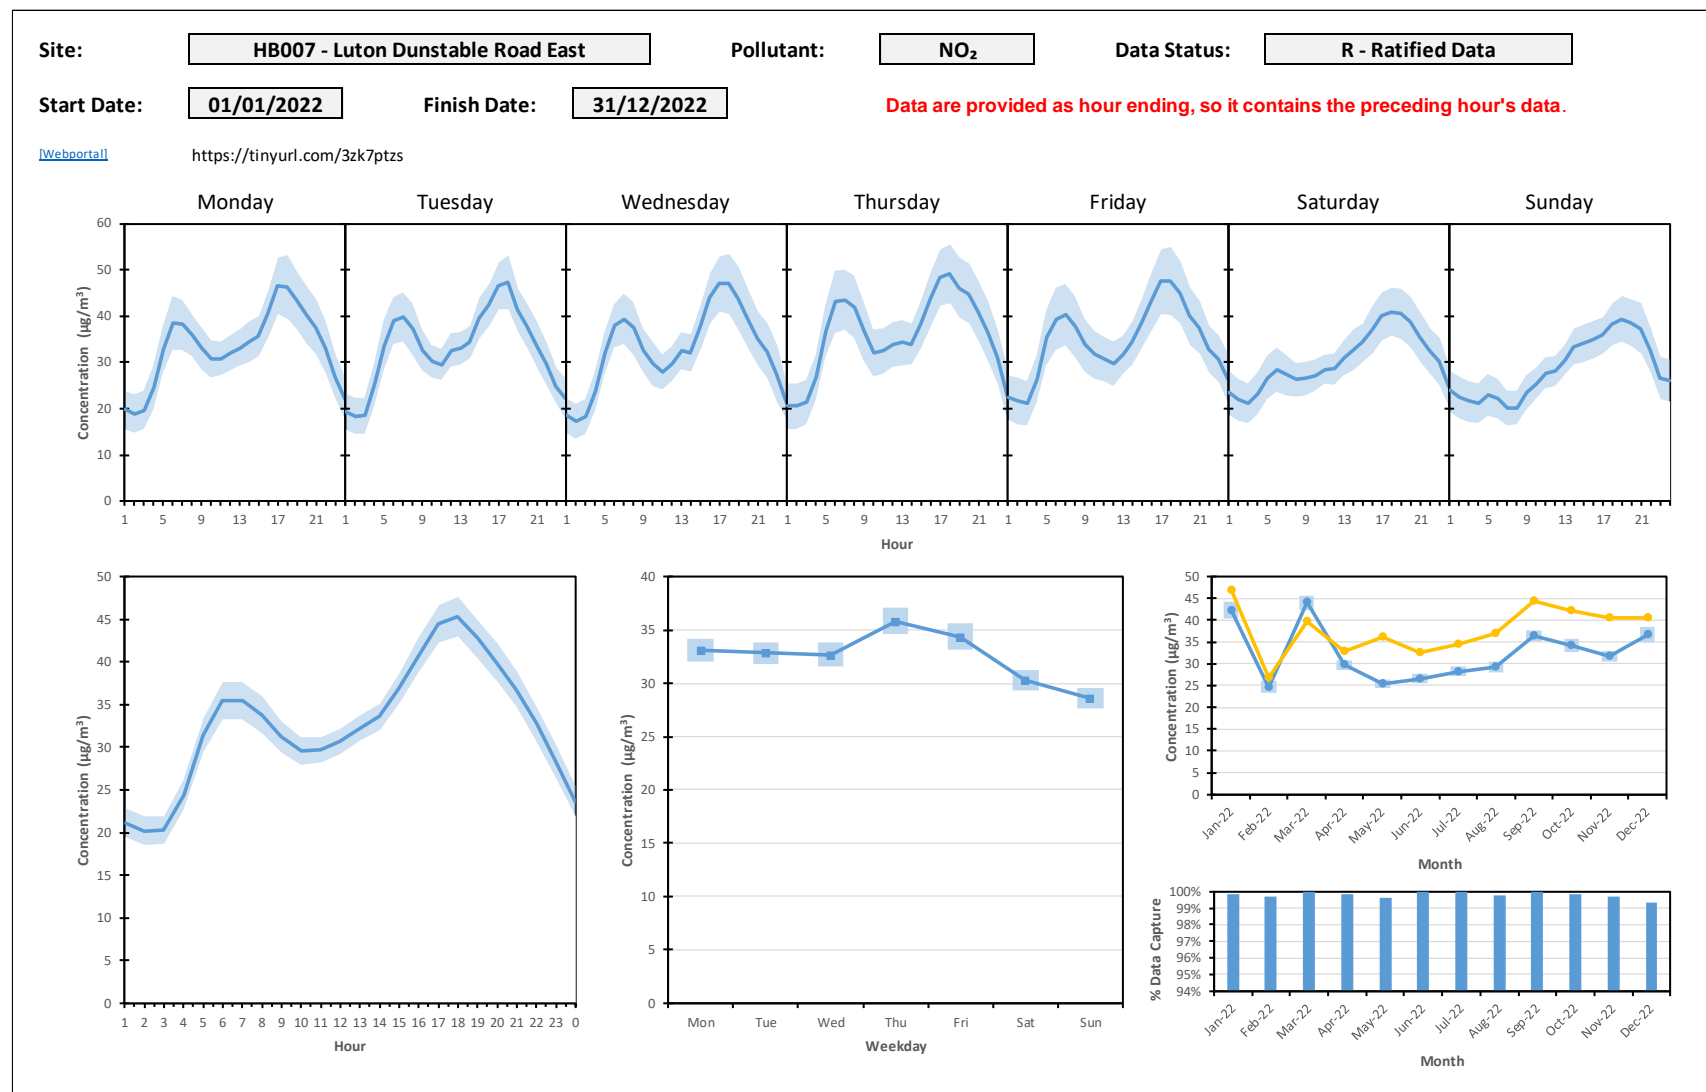 Site: HB007 - Luton Dunstable Road East Pollutant: NO₂ Data Status: R - Ratified Data
Start Date: 01/01/2022 Finish Date: 31/12/2022 Data are provided as hour ending, so it contains the preceding hour's data.
[Webportal] https://tinyurl.com/3zk7ptzs
Monday Tuesday Wednesday Thursday Friday Saturday Sunday
Concentration (µg/m³)
60
50
40
30
20
10
0
1 5 9 13 17 21 1 5 9 13 17 21 1 5 9 13 17 21 1 5 9 13 17 21 1 5 9 13 17 21 1 5 9 13 17 21 1 5 9 13 17 21
Hour
Concentration (µg/m³)
50
45
40
35
30
25
20
15
10
5
0
1 2 3 4 5 6 7 8 9 10 11 12 13 14 15 16 17 18 19 20 21 22 23 0
Hour
Concentration (µg/m³)
40
35
30
25
20
15
10
5
0
Mon Tue Wed Thu Fri Sat Sun
Weekday
Concentration (µg/m³)
50
45
40
35
30
25
20
15
10
5
0
Jan-22 Feb-22 Mar-22 Apr-22 May-22 Jun-22 Jul-22 Aug-22 Sep-22 Oct-22 Nov-22 Dec-22
Month
% Data Capture
100%
99%
98%
97%
96%
95%
94%
Jan-22 Feb-22 Mar-22 Apr-22 May-22 Jun-22 Jul-22 Aug-22 Sep-22 Oct-22 Nov-22 Dec-22
Month